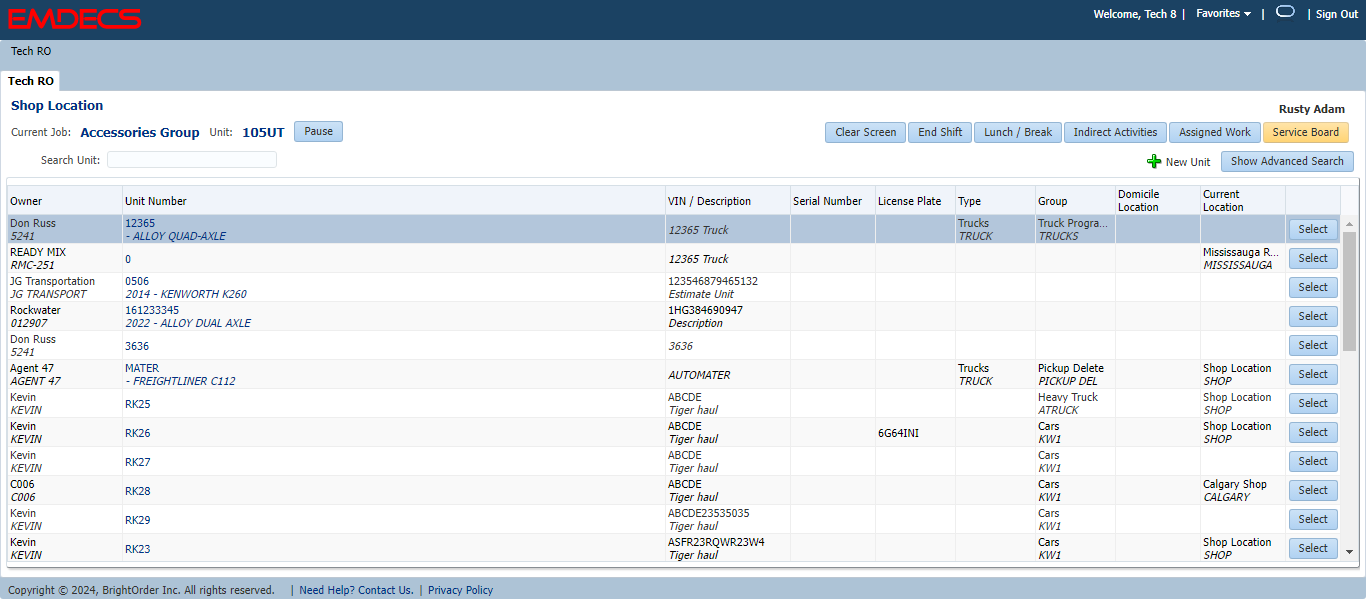 EMDECS
Welcome, Tech 8 | Favorites | | Sign Out
Tech RO
Tech RO
Shop Location
Rusty Adam
Current Job: Accessories Group Unit: 105UT Pause
Clear Screen End Shift Lunch / Break Indirect Activities Assigned Work Service Board
Search Unit:
New Unit Show Advanced Search
Owner Unit Number VIN / Description Serial Number License Plate Type Group Domicile Location Current Location
Don Russ 12365 Trucks Truck Progra...
5241 - ALLOY QUAD-AXLE 12365 Truck TRUCK TRUCKS Select
READY MIX Mississauga R...
RMC-251 0 12365 Truck MISSISSAUGA Select
JG Transportation 0506 123546879465132
JG TRANSPORT 2014 - KENWORTH K260 Estimate Unit Select
Rockwater 161233345 1HG384690947
012907 2022 - ALLOY DUAL AXLE Description Select
Don Russ
5241 3636 3636 Select
Agent 47 MATER Trucks Pickup Delete Shop Location
AGENT 47 - FREIGHTLINER C112 AUTOMATER TRUCK PICKUP DEL SHOP Select
Kevin ABCDE Heavy Truck Shop Location
KEVIN RK25 Tiger haul ATRUCK SHOP Select
Kevin ABCDE Cars Shop Location
KEVIN RK26 Tiger haul 6G64INI KW1 SHOP Select
Kevin ABCDE Cars
KEVIN RK27 Tiger haul KW1 Select
C006 ABCDE Cars Calgary Shop
C006 RK28 Tiger haul KW1 CALGARY Select
Kevin ABCDE23535035 Cars
KEVIN RK29 Tiger haul KW1 Select
Kevin ASFR23RQWR23W4 Cars Shop Location
KEVIN RK23 Tiger haul KW1 SHOP Select
Copyright © 2024, BrightOrder Inc. All rights reserved. | Need Help? Contact Us. | Privacy Policy